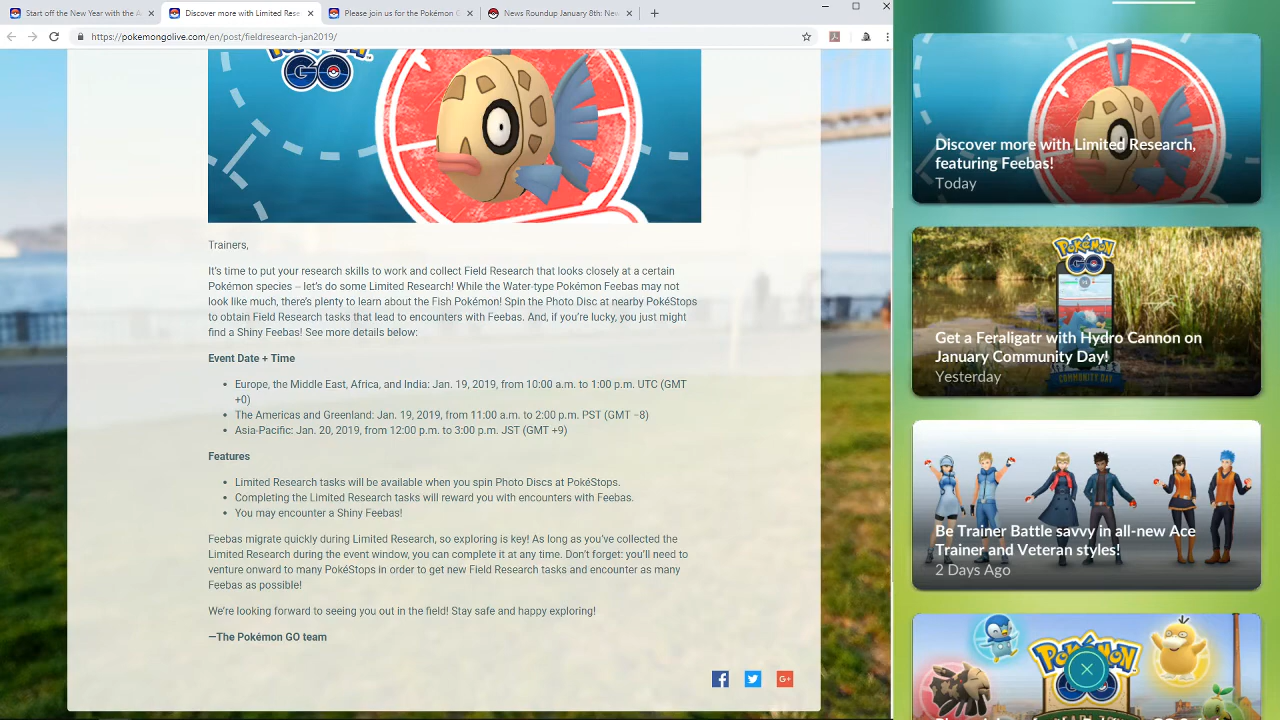 Start off the New Year with the A
Discover more with Limited Rese
Please join us for the Pokémon G
News Roundup January 8th: New
https://pokemongolive.com/en/post/fieldresearch-jan2019/
GO
Trainers,
It's time to put your research skills to work and collect Field Research that looks closely at a certain
Pokémon species – let's do some Limited Research! While the Water-type Pokémon Feebas may not
look like much, there's plenty to learn about the Fish Pokémon! Spin the Photo Disc at nearby PokéStops
to obtain Field Research tasks that lead to encounters with Feebas. And, if you're lucky, you just might
find a Shiny Feebas! See more details below:
Event Date + Time
• Europe, the Middle East, Africa, and India: Jan. 19, 2019, from 10:00 a.m. to 1:00 p.m. UTC (GMT
+0)
• The Americas and Greenland: Jan. 19, 2019, from 11:00 a.m. to 2:00 p.m. PST (GMT −8)
• Asia-Pacific: Jan. 20, 2019, from 12:00 p.m. to 3:00 p.m. JST (GMT +9)
Features
• Limited Research tasks will be available when you spin Photo Discs at PokéStops.
• Completing the Limited Research tasks will reward you with encounters with Feebas.
• You may encounter a Shiny Feebas!
Feebas migrate quickly during Limited Research, so exploring is key! As long as you've collected the
Limited Research during the event window, you can complete it at any time. Don't forget: you'll need to
venture onward to many PokéStops in order to get new Field Research tasks and encounter as many
Feebas as possible!
We're looking forward to seeing you out in the field! Stay safe and happy exploring!
—The Pokémon GO team
G+
Discover more with Limited Research,
featuring Feebas!
Today
Pokémon
GO
Get a Feraligatr with Hydro Cannon on
January Community Day!
COMMUNITY DAY
Yesterday
Be Trainer Battle savvy in all-new Ace
Trainer and Veteran styles!
2 Days Ago
Pokémon
GO